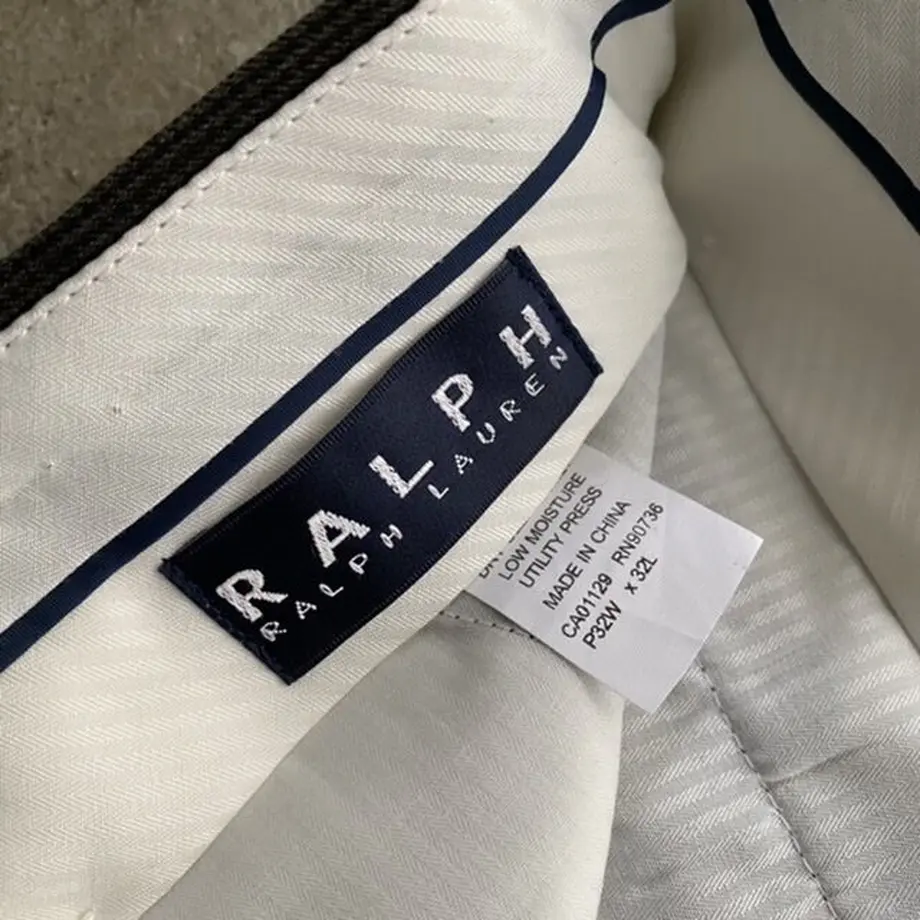 RALPH
RALPH LAUREN
LOW MOISTURE
UTILITY PRESS
MADE IN CHINA
CA01129 RN90736
P32W x 32L